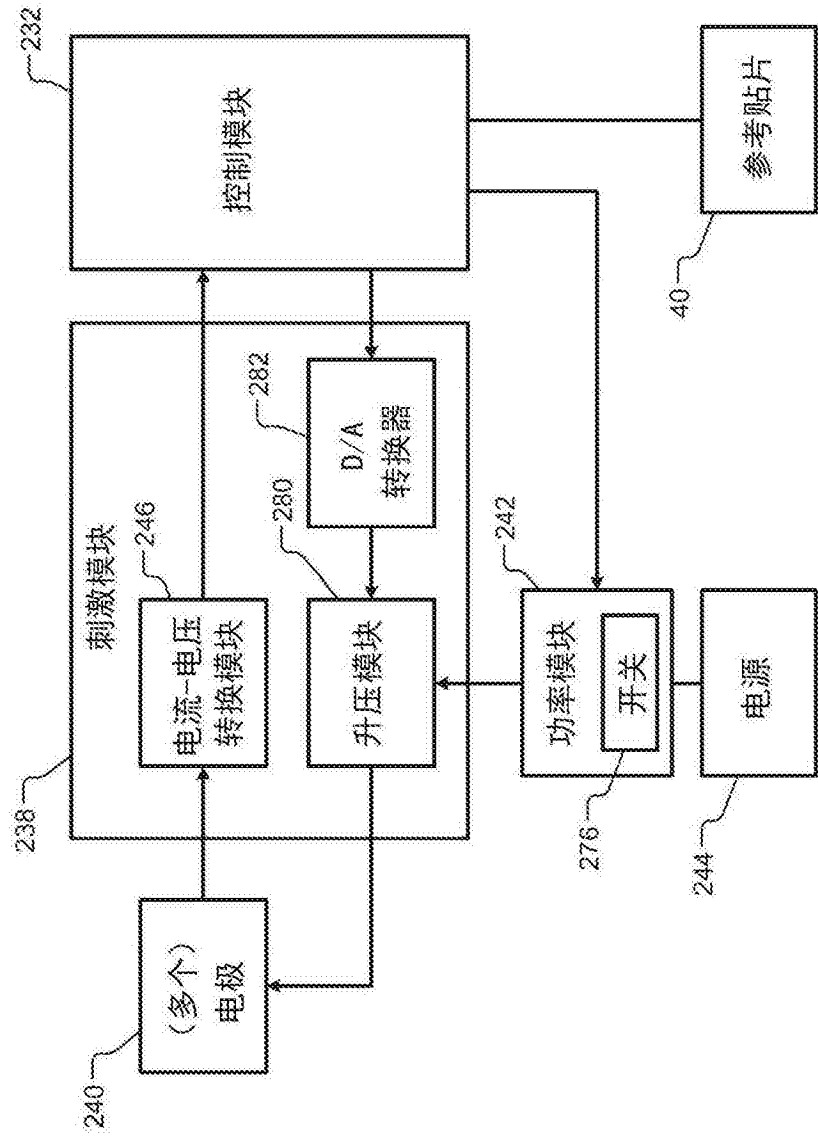 238
刺激模块
232
控制模块
240
(多个)
电极
246
电流-电压
转换模块
280
升压模块
282
D/A
转换器
276
242
功率模块
开关
244
电源
40
参考贴片